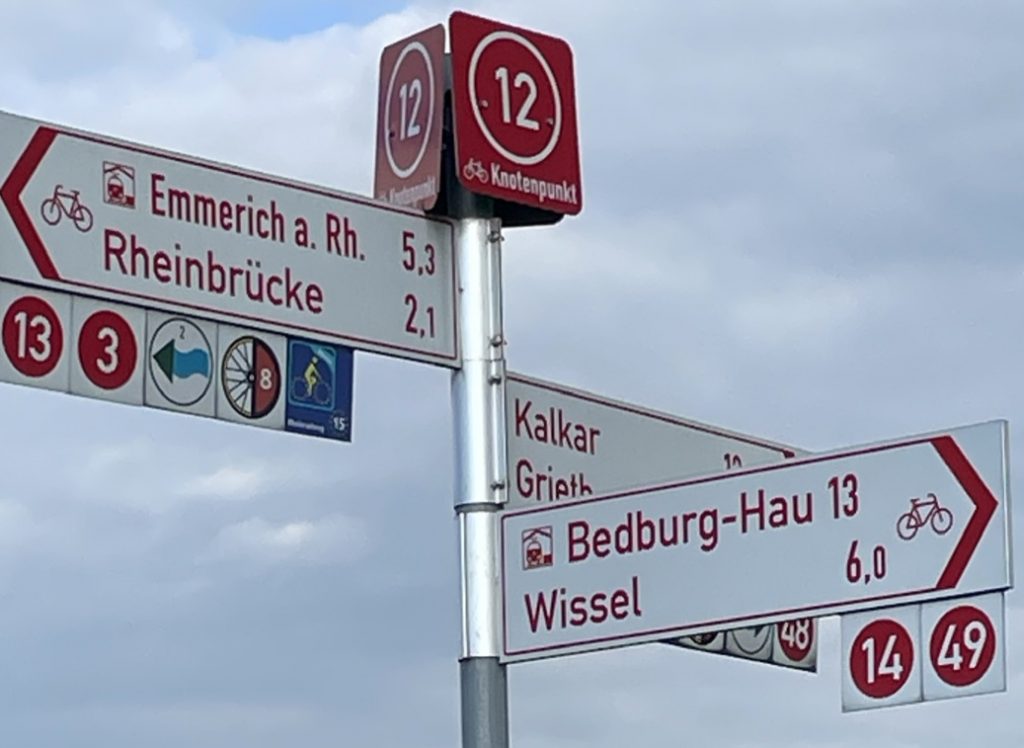 12
12
Knotenpunkt
Knotenpunkt
Emmerich a. Rh. 5,3
Rheinbrücke 2,1
13 3 2 8 15
Kalkar
Grieth
Bedburg-Hau 13
Wissel 6,0
48
14 49